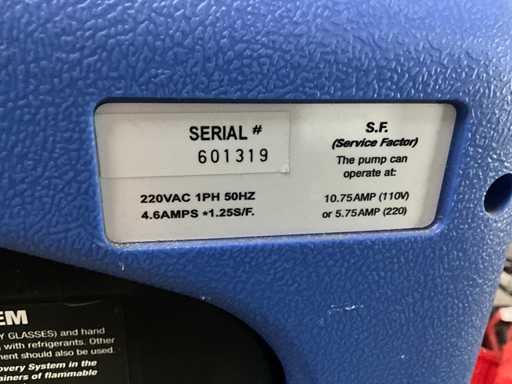 SERIAL #
601319
220VAC 1PH 50HZ
4.6AMPS *1.25S/F.
S.F.
(Service Factor)
The pump can
operate at:
10.75AMP (110V)
or 5.75AMP (220)
EM
Y GLASSES) and hand
with refrigerants. Other
ment should also be used.
overy System in the
ainers of flammable